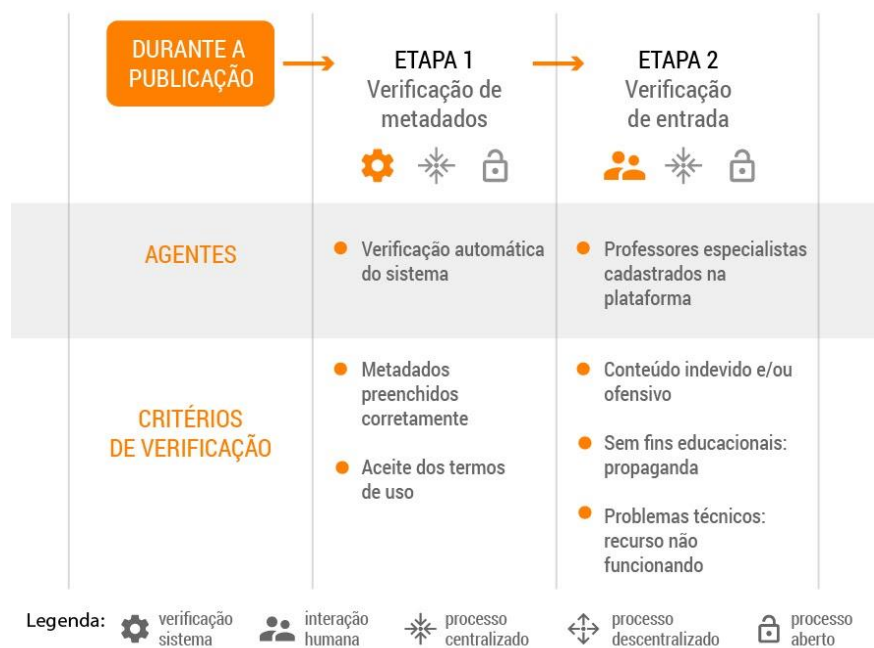 DURANTE A
PUBLICAÇÃO
ETAPA 1
Verificação de
metadados
ETAPA 2
Verificação
de entrada
AGENTES
Verificação automática
do sistema
Professores especialistas
cadastrados na
plataforma
CRITÉRIOS
DE VERIFICAÇÃO
Metadados
preenchidos
corretamente
Aceite dos termos
de uso
Conteúdo indevido e/ou
ofensivo
Sem fins educacionais:
propaganda
Problemas técnicos:
recurso não
funcionando
Legenda:
verificação
sistema
interação
humana
processo
centralizado
processo
descentralizado
processo
aberto